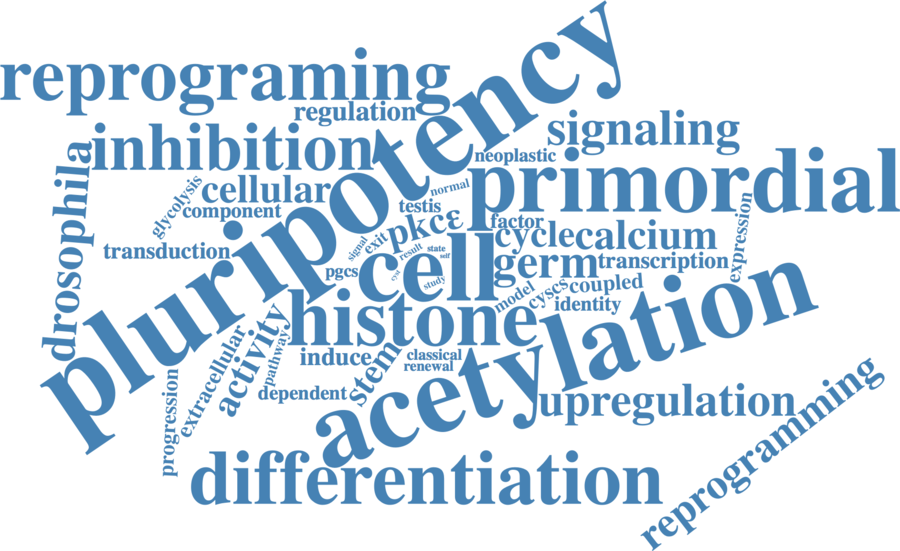 pluripotency
reprograming
regulation
inhibition
signaling
neoplastic
primordial
drosophila
glycolysis
cellular
component
normal
testis
factor
expression
transduction
signal
exit
pkcε
result
state
self
cycle
calcium
pgcs
cell
cyst
study
germ
transcription
model
cyscs
coupled
identity
histone
acetylation
activity
pathway
extracellular
progression
induce
stem
classical
renewal
dependent
upregulation
differentiation
reprogramming